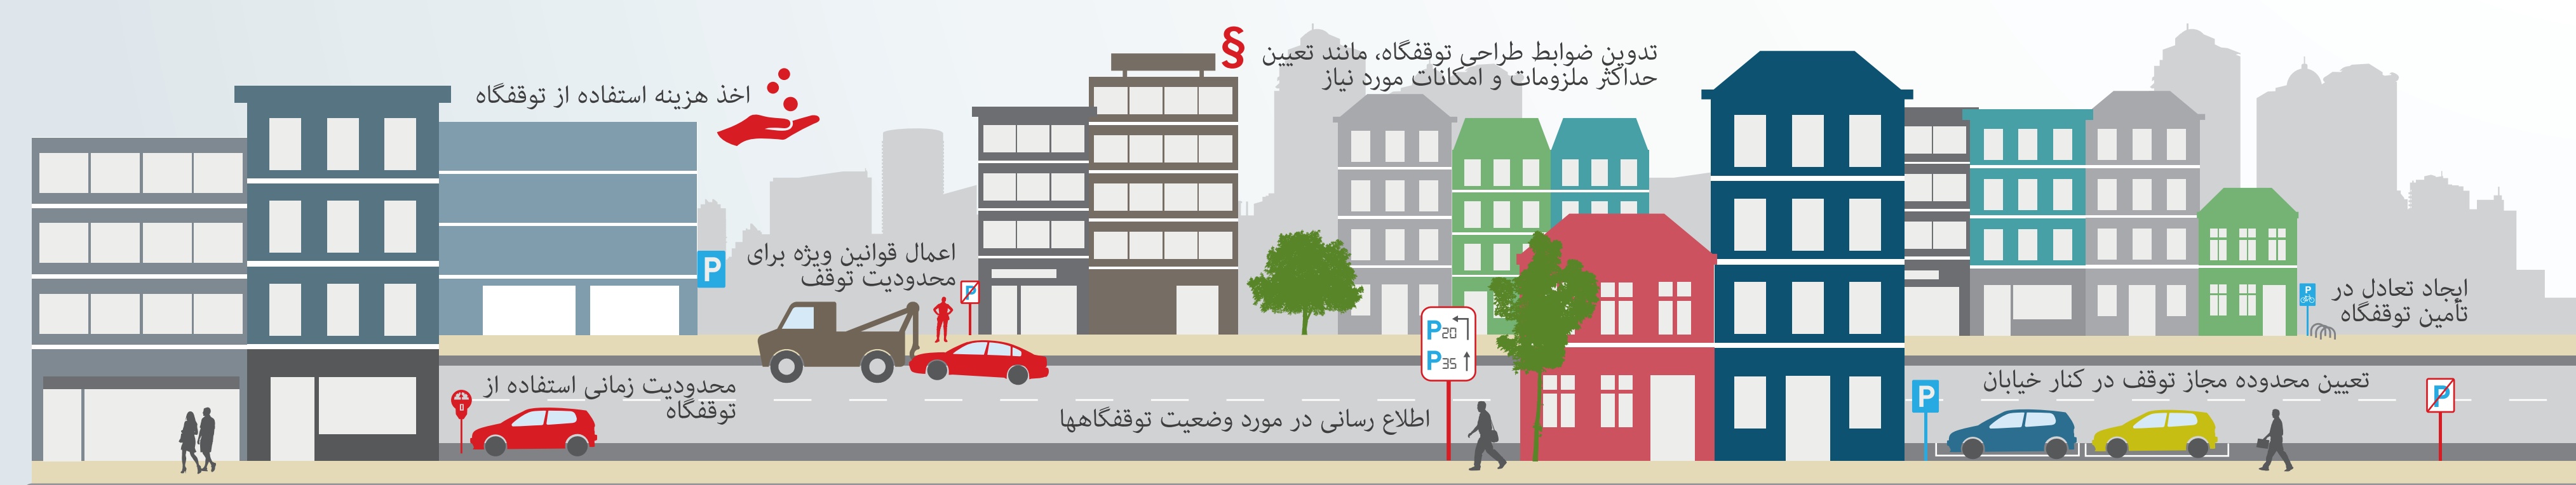 §
تدوین ضوابط طراحی توقفگاه، مانند تعیین
حداکثر ملزومات و امکانات مورد نیاز
اخذ هزینه استفاده از توقفگاه
P
اعمال قوانین ویژه برای
محدودیت توقف
P
P
ایجاد تعادل در
تأمین توقفگاه
P20
P35
محدودیت زمانی استفاده از
توقفگاه
0
اطلاع رسانی در مورد وضعیت توقفگاهها
تعیین محدوده مجاز توقف در کنار خیابان
P
P